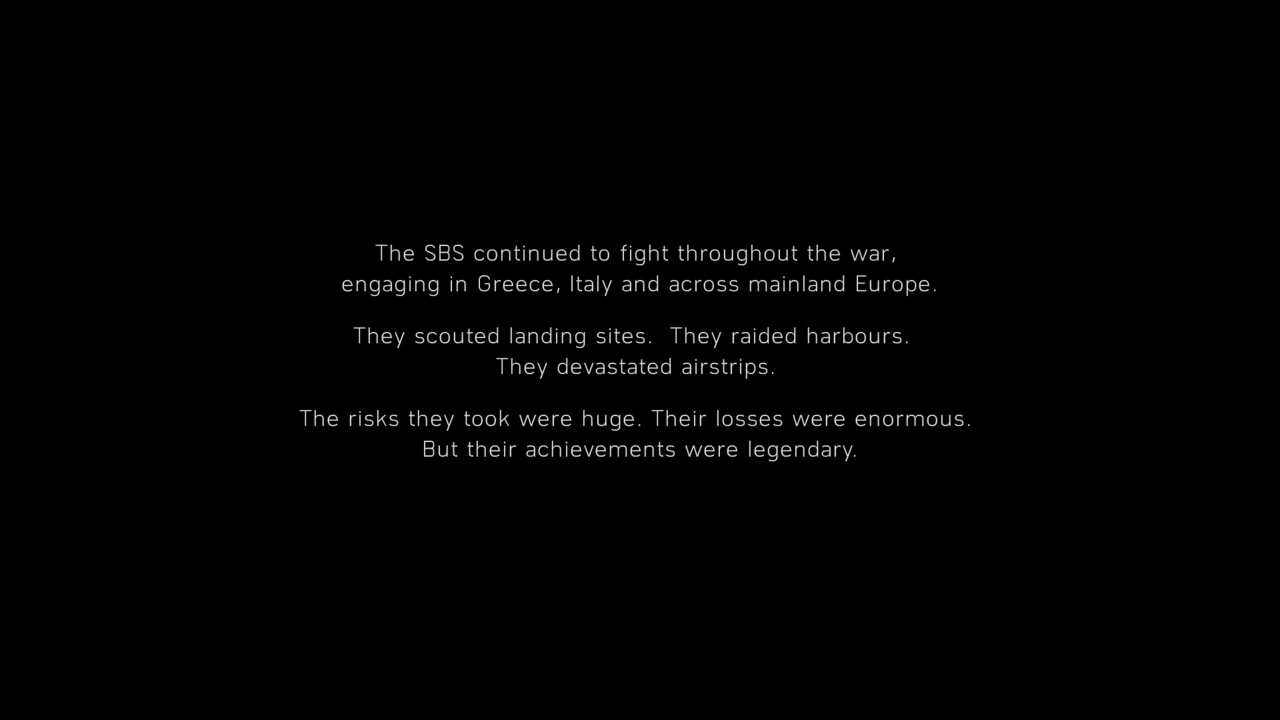 The SBS continued to fight throughout the war,
engaging in Greece, Italy and across mainland Europe.
They scouted landing sites.  They raided harbours.
They devastated airstrips.
The risks they took were huge. Their losses were enormous.
But their achievements were legendary.